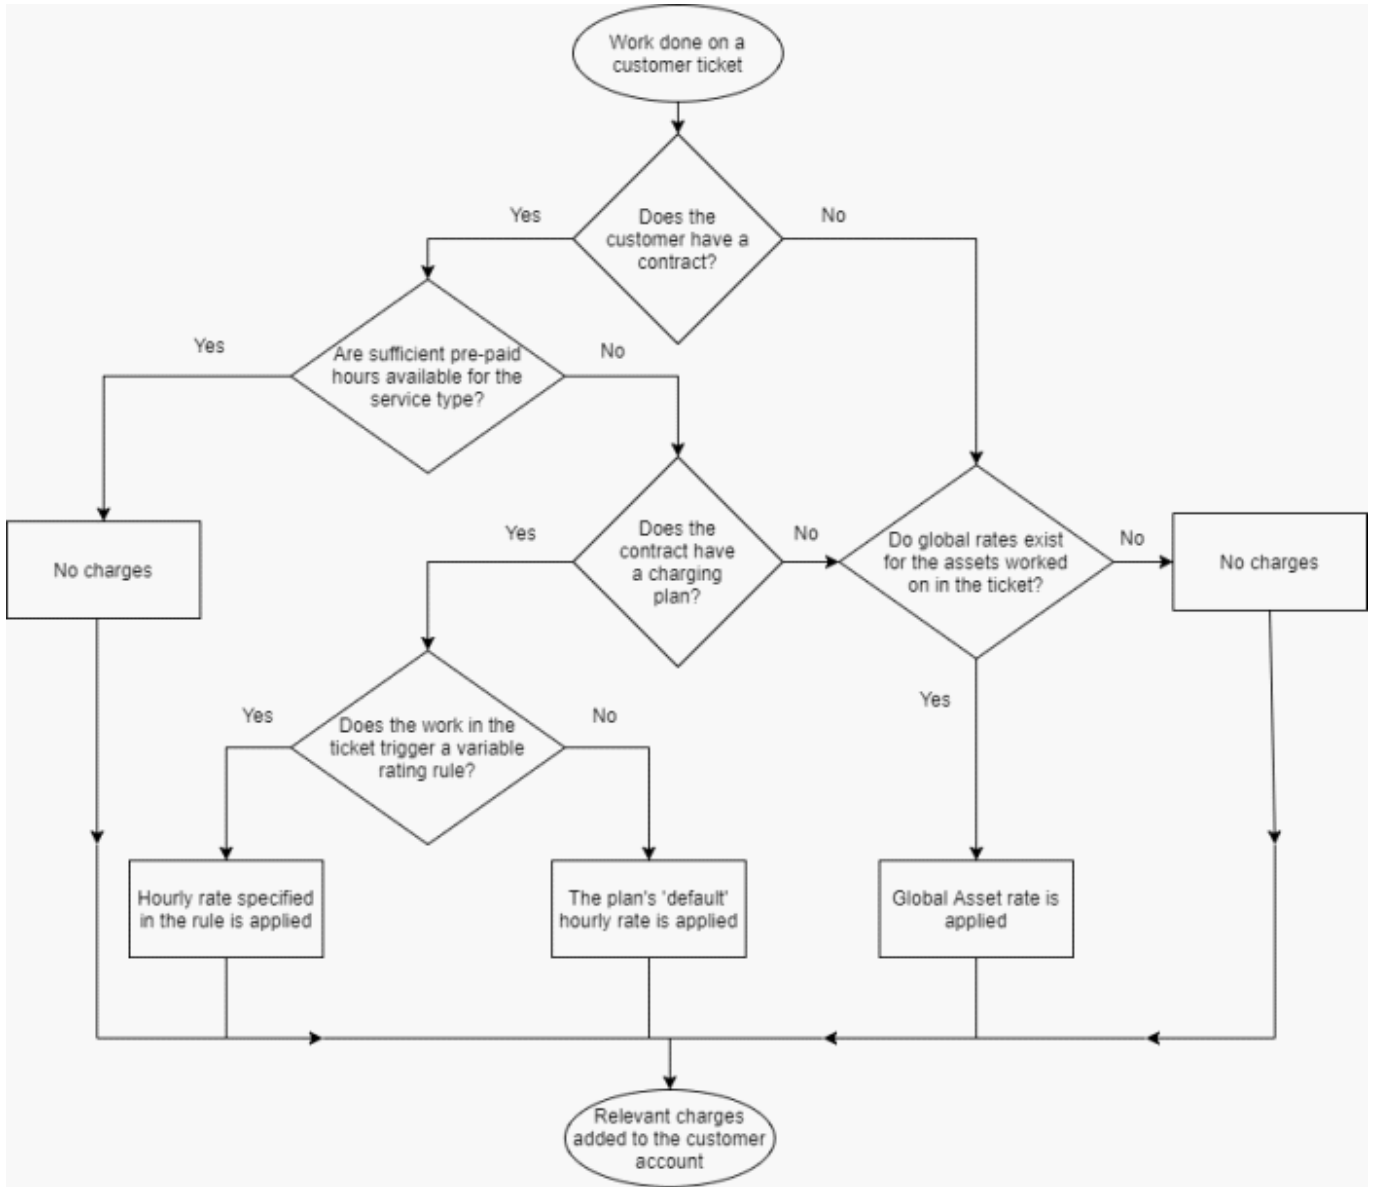 Work done on a
customer ticket
Yes
No
Does the
customer have a
contract?
Yes
No
Are sufficient pre-paid
hours available for the
service type?
Yes
Does the
contract have
a charging
plan?
No
Do global rates exist
for the assets worked
on in the ticket?
No
No charges
No charges
Yes
Yes
No
Does the work in the
ticket trigger a variable
rating rule?
Hourly rate specified
in the rule is applied
The plan's 'default'
hourly rate is applied
Global Asset rate is
applied
Relevant charges
added to the customer
account